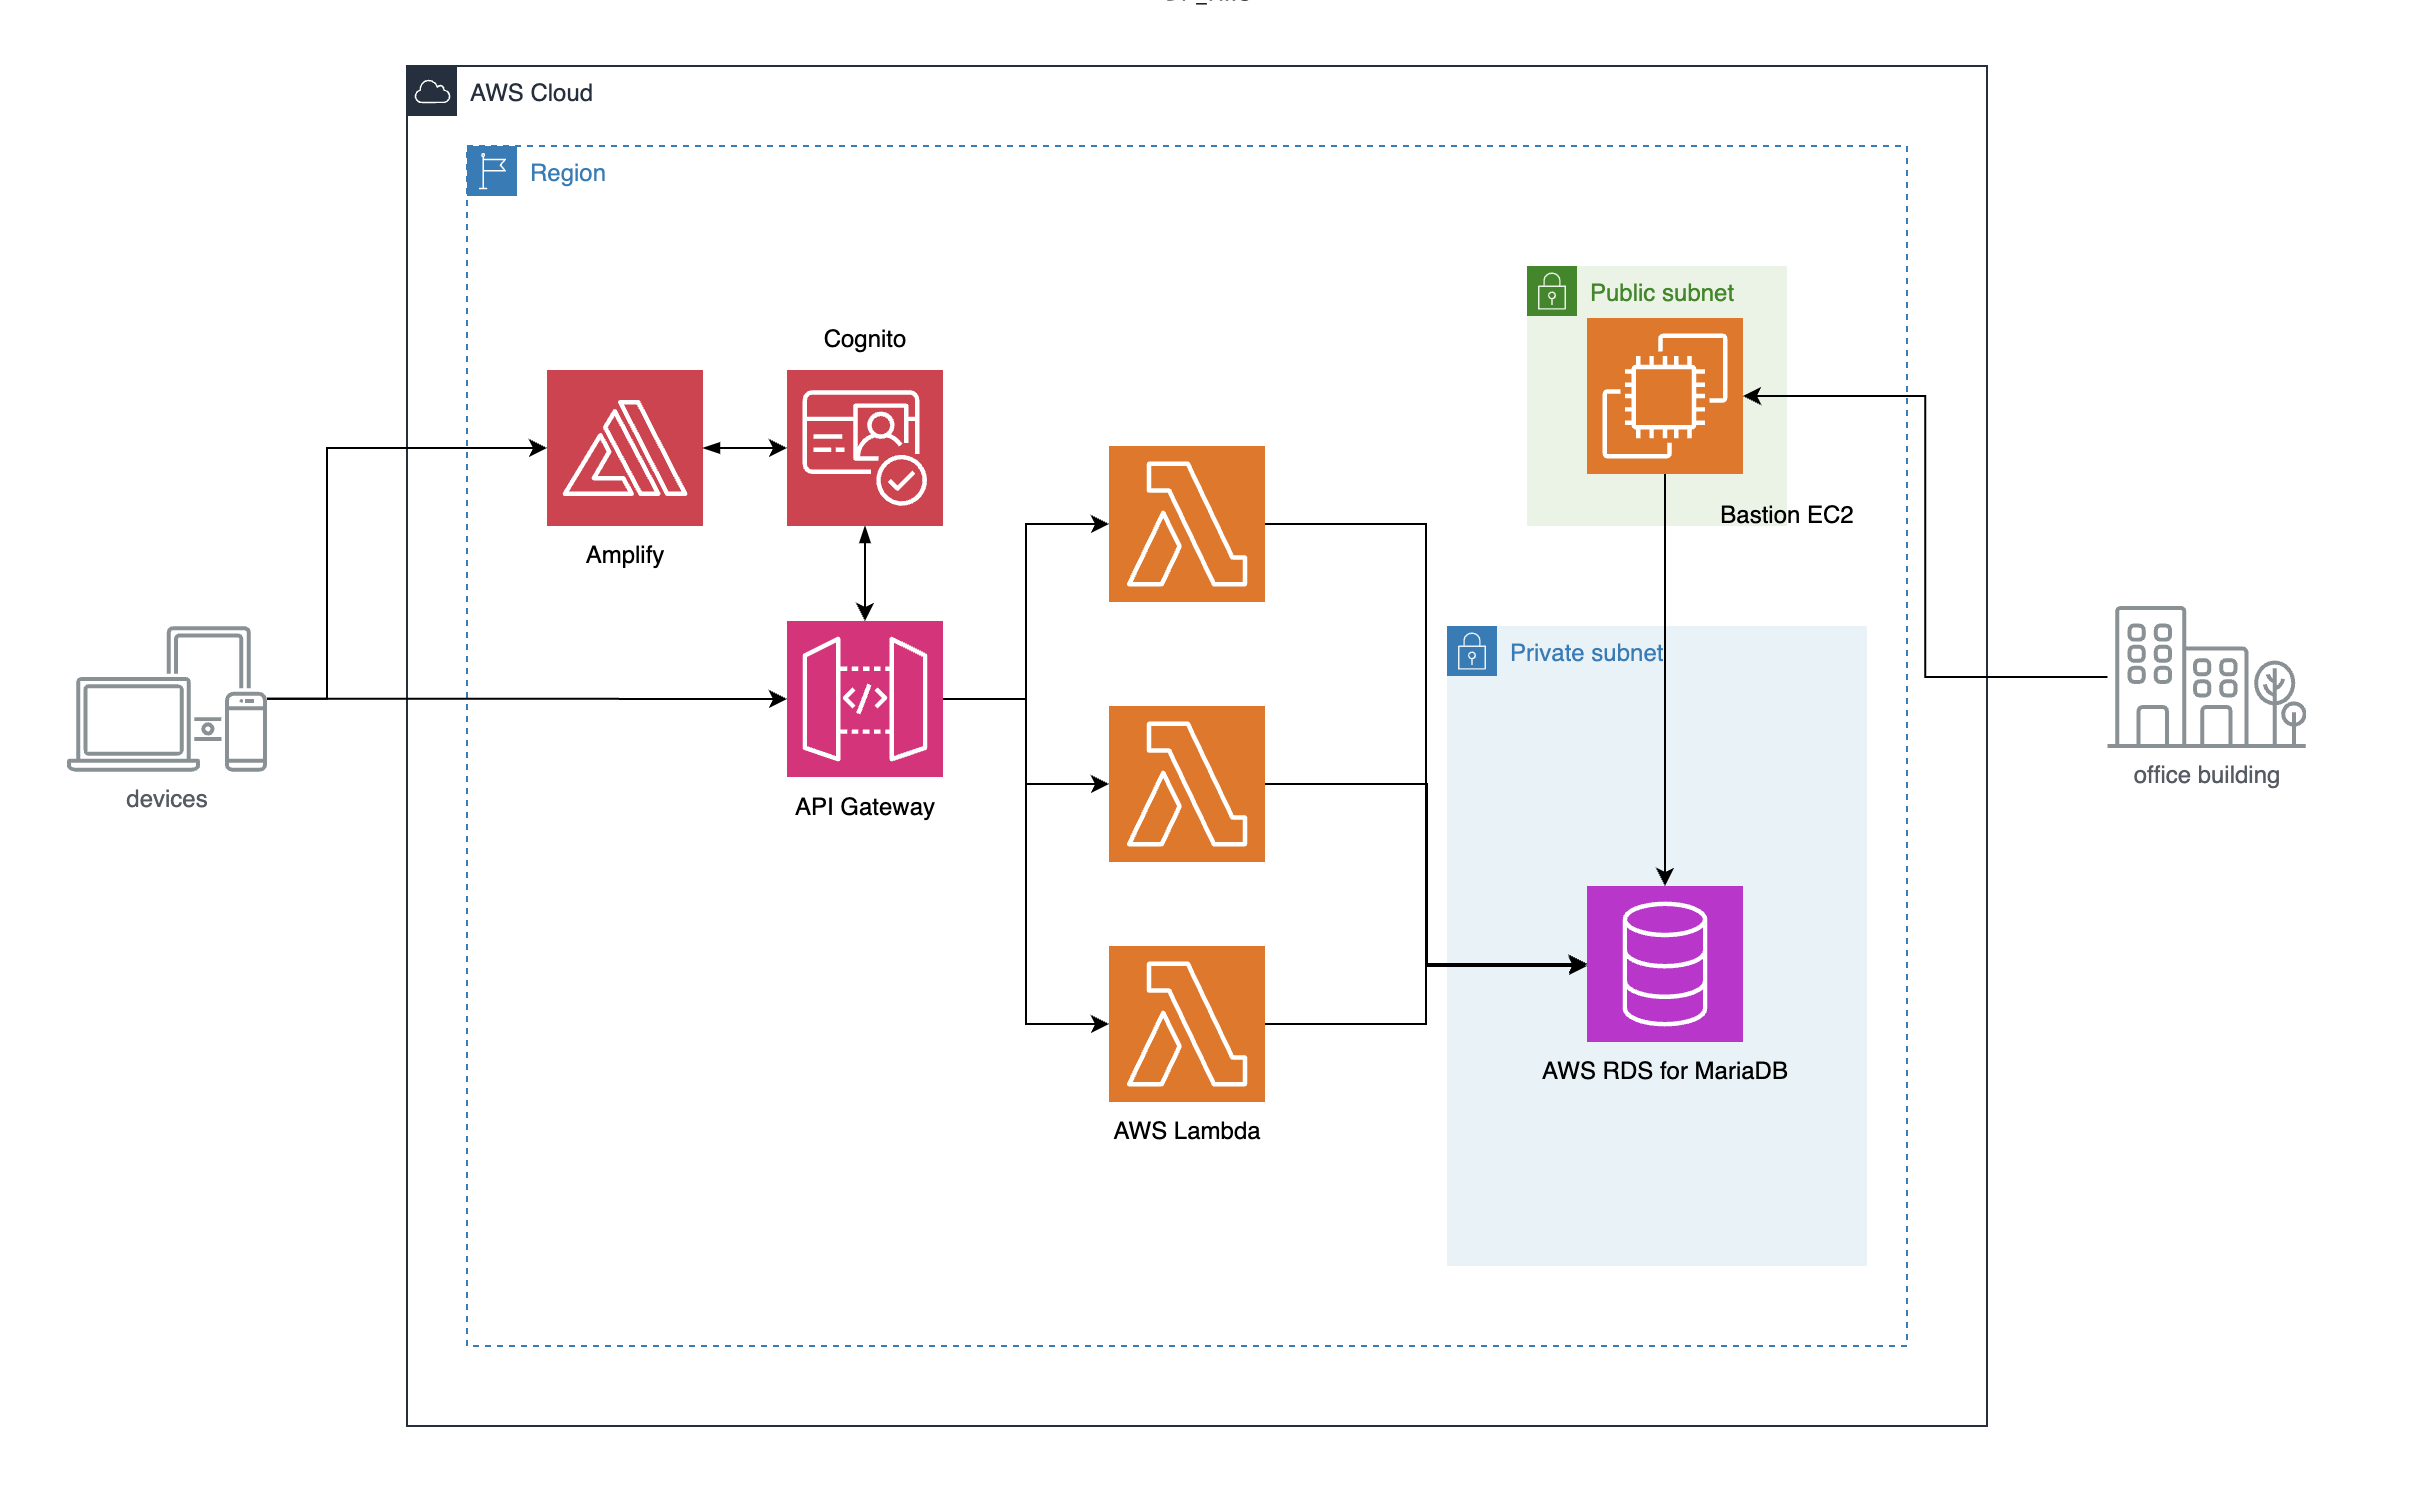 AWS Cloud
Region
Public subnet
Cognito
Bastion EC2
Amplify
Private subnet
devices
API Gateway
office building
AWS RDS for MariaDB
AWS Lambda